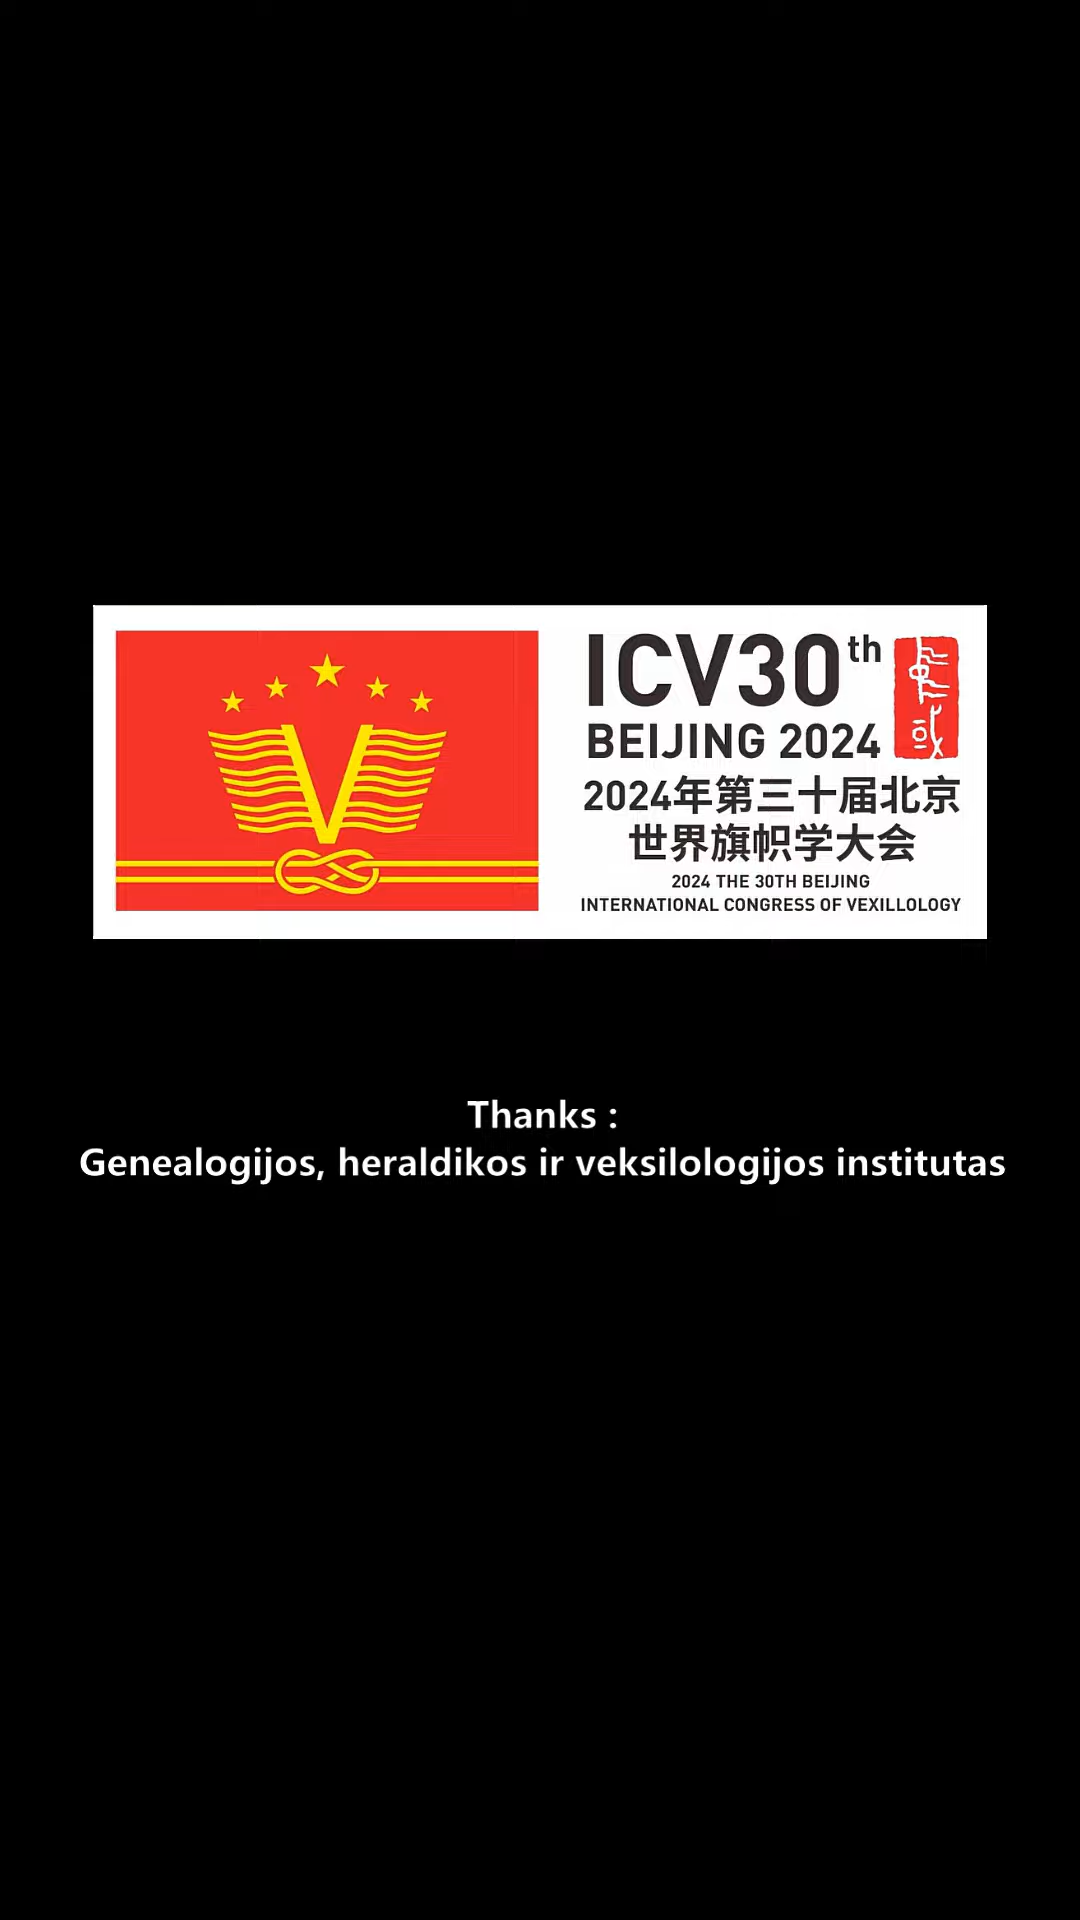 ICV30th
BEIJING 2024
2024年第三十届北京
世界旗帜学大会
2024 THE 30TH BEIJING
INTERNATIONAL CONGRESS OF VEXILLOLOGY
Thanks :
Genealogijos, heraldikos ir veksilologijos institutas